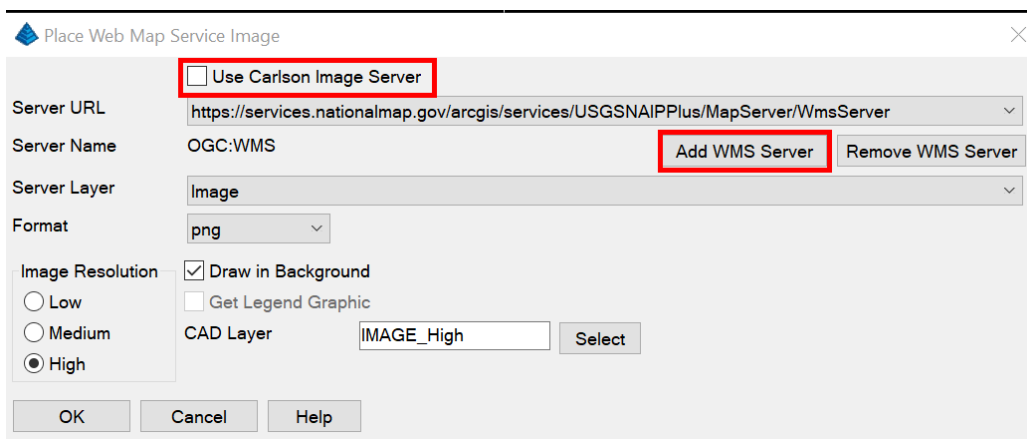 Place Web Map Service Image
Use Carlson Image Server
Server URL https://services.nationalmap.gov/arcgis/services/USGSNAIPPlus/MapServer/WmsServer
Server Name OGC:WMS Add WMS Server Remove WMS Server
Server Layer Image
Format png
Image Resolution Draw in Background
Low Get Legend Graphic
Medium CAD Layer IMAGE_High Select
High
OK Cancel Help